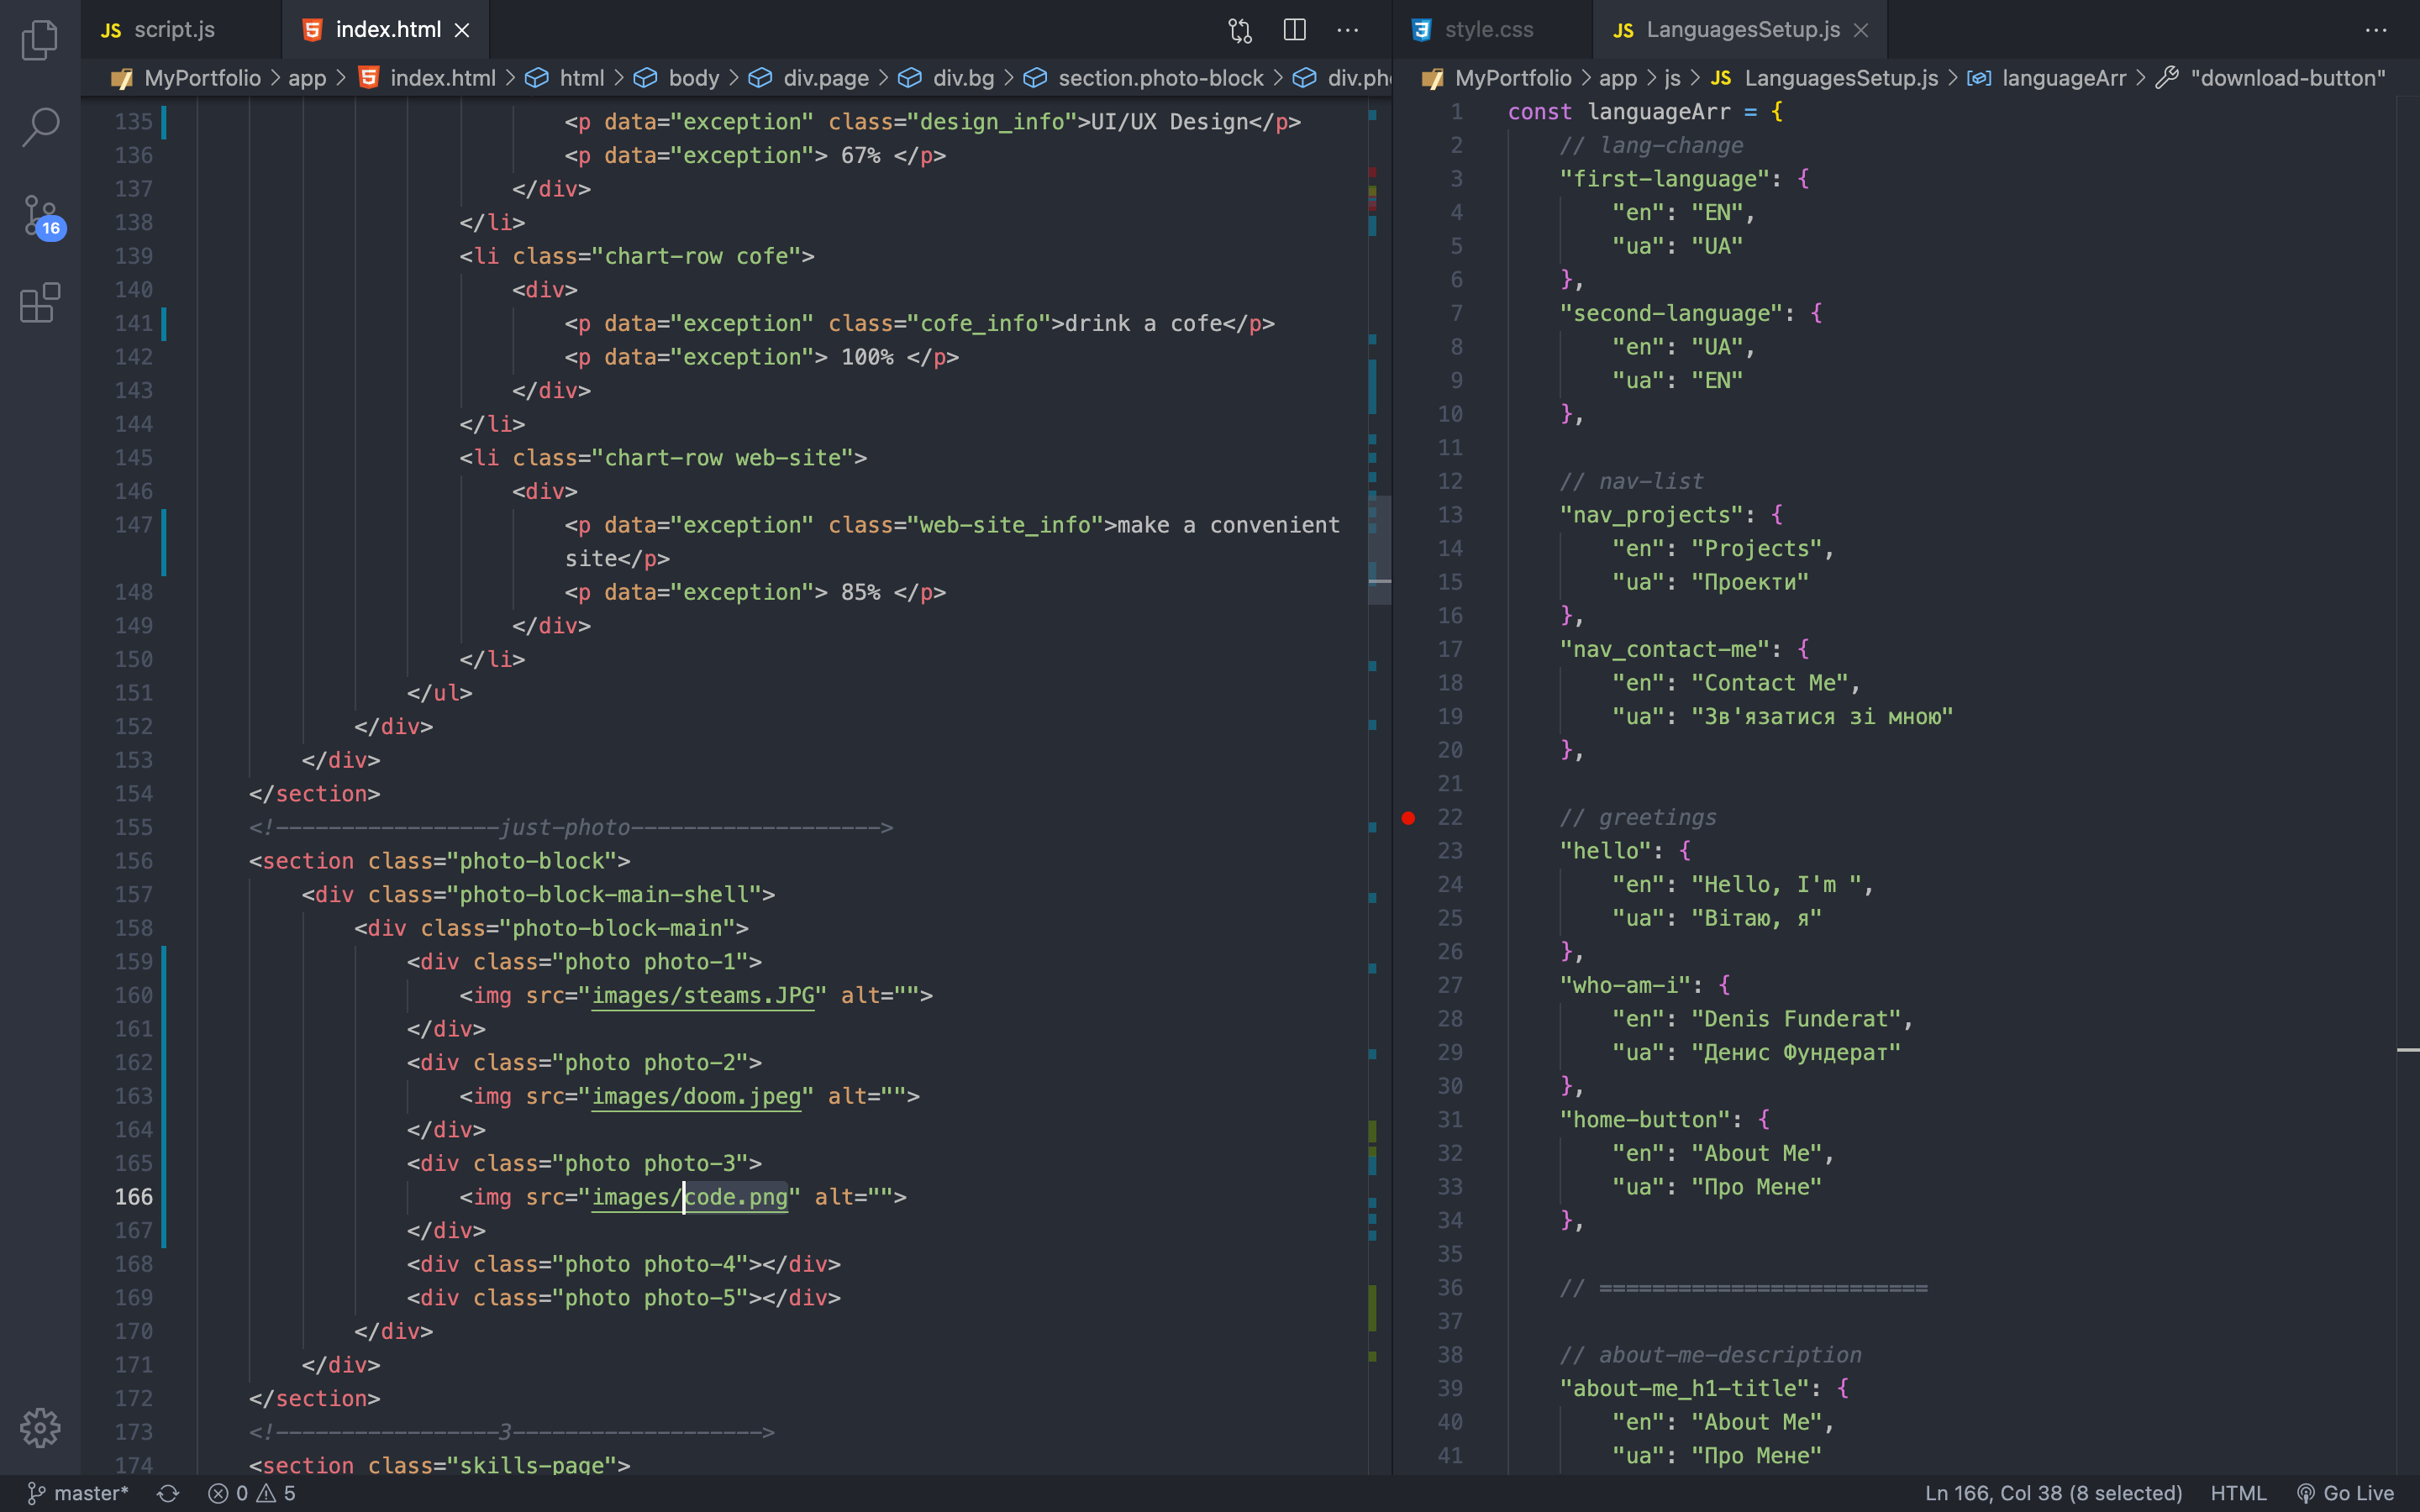 JS script.js
index.html
MyPortfolio > app > index.html > html > body > div.page > div.bg > section.photo-block > div.pho
16
135 <p data="exception" class="design_info">UI/UX Design</p>
136 <p data="exception"> 67% </p>
137 </div>
138 </li>
139 <li class="chart-row cofe">
140 <div>
141 <p data="exception" class="cofe_info">drink a cofe</p>
142 <p data="exception"> 100% </p>
143 </div>
144 </li>
145 <li class="chart-row web-site">
146 <div>
147 <p data="exception" class="web-site_info">make a convenient
site</p>
148 <p data="exception"> 85% </p>
149 </div>
150 </li>
151 </ul>
152 </div>
153 </div>
154 </section>
155 <!-----------------just-photo------------------->
156 <section class="photo-block">
157 <div class="photo-block-main-shell">
158 <div class="photo-block-main">
159 <div class="photo photo-1">
160 <img src="images/steams.JPG" alt="">
161 </div>
162 <div class="photo photo-2">
163 <img src="images/doom.jpeg" alt="">
164 </div>
165 <div class="photo photo-3">
166 <img src="images/code.png" alt="">
167 </div>
168 <div class="photo photo-4"></div>
169 <div class="photo photo-5"></div>
170 </div>
171 </div>
172 </section>
173 <!-----------------3------------------->
174 <section class="skills-page">
style.css
JS LanguagesSetup.js
MyPortfolio > app > js > JS LanguagesSetup.js > languageArr > "download-button"
1 const languageArr = {
2 // lang-change
3 "first-language": {
4 "en": "EN",
5 "ua": "UA"
6 },
7 "second-language": {
8 "en": "UA",
9 "ua": "EN"
10 },
11
12 // nav-list
13 "nav_projects": {
14 "en": "Projects",
15 "ua": "Проекти"
16 },
17 "nav_contact-me": {
18 "en": "Contact Me",
19 "ua": "Зв'язатися зі мною"
20 },
21
22 // greetings
23 "hello": {
24 "en": "Hello, I'm ",
25 "ua": "Вітаю, я"
26 },
27 "who-am-i": {
28 "en": "Denis Funderat",
29 "ua": "Денис Фундерат"
30 },
31 "home-button": {
32 "en": "About Me",
33 "ua": "Про Мене"
34 },
35
36 // =========================
37
38 // about-me-description
39 "about-me_h1-title": {
40 "en": "About Me",
41 "ua": "Про Мене"
master* 0 5
Ln 166, Col 38 (8 selected) HTML Go Live